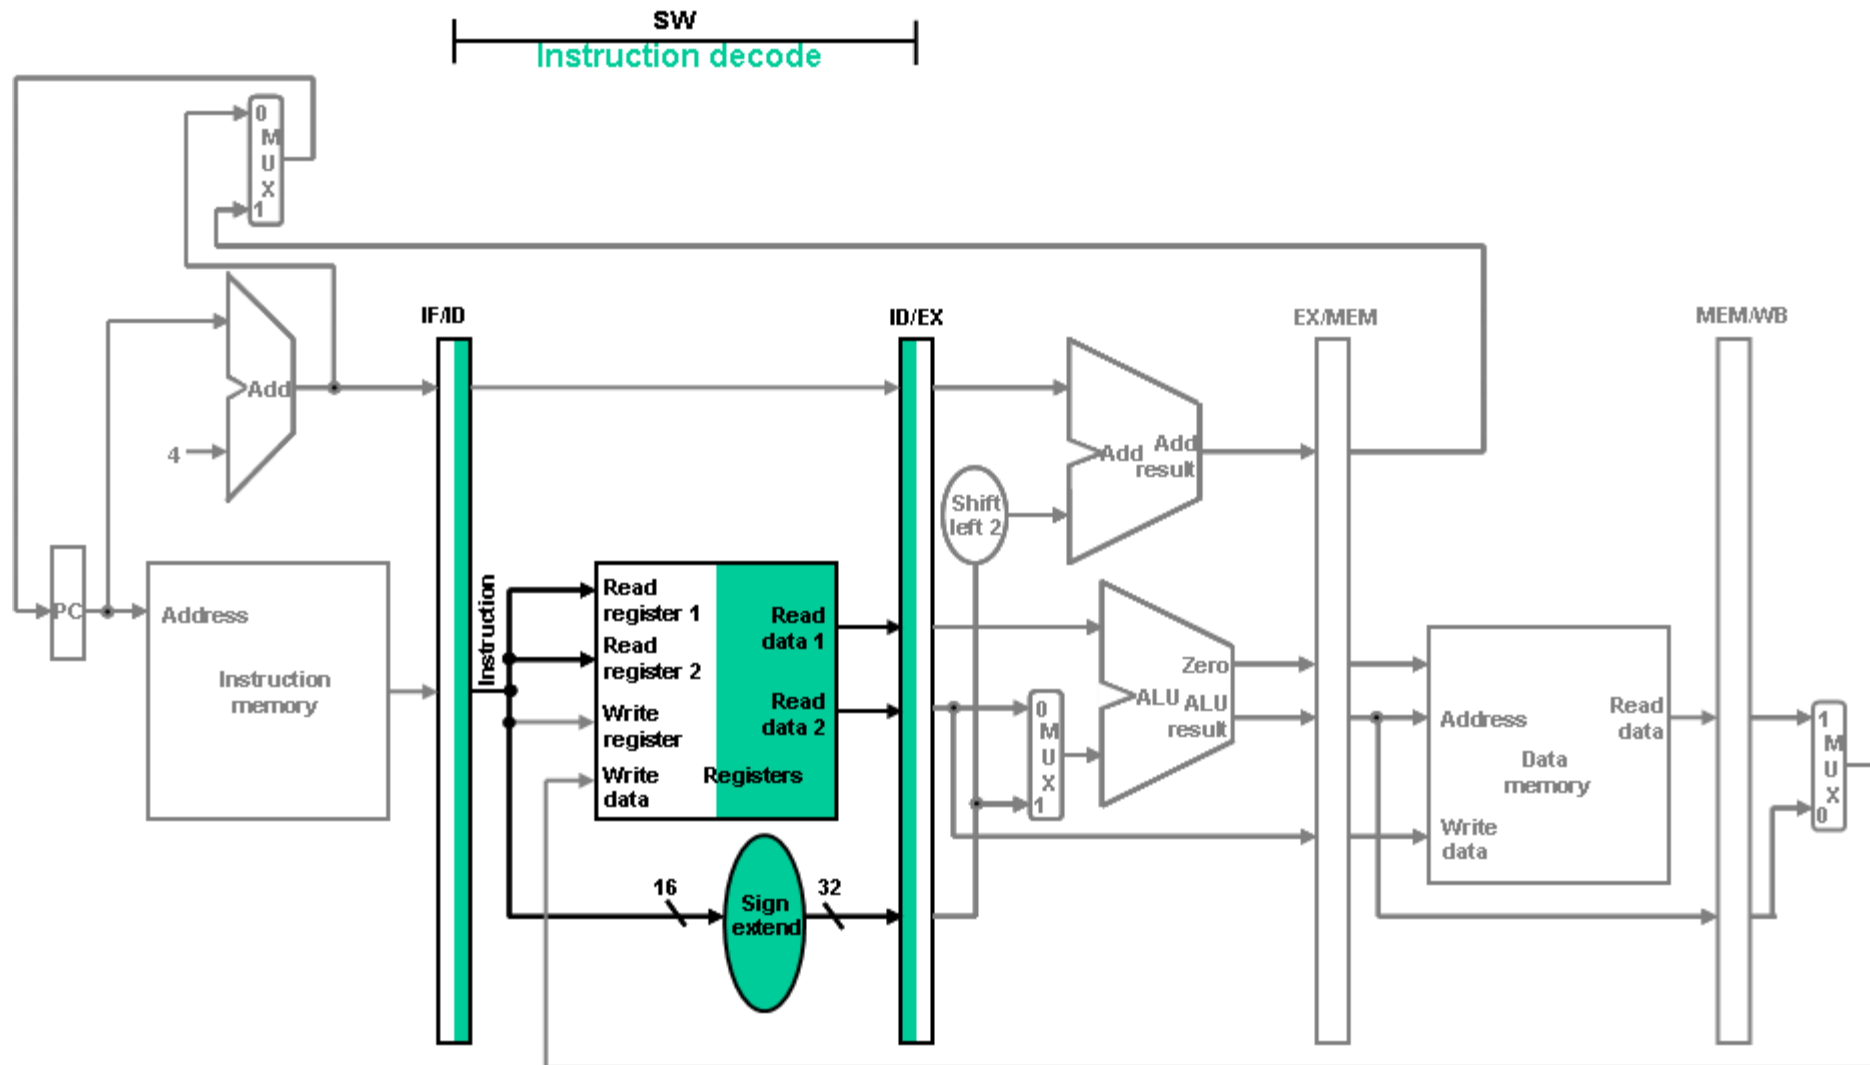 SW
Instruction decode
0
M
U
X
1
IF/ID
ID/EX
EX/MEM
MEM/WB
Add
4
Add
Add
result
Shift
left 2
PC
Address
Instruction
memory
Instruction
Read
register 1
Read
register 2
Write
register
Write
data
Registers
Read
data 1
Read
data 2
16
Sign
extend
32
0
M
U
X
1
Zero
ALU
ALU
result
Address
Read
data
Data
memory
Write
data
1
M
U
X
0